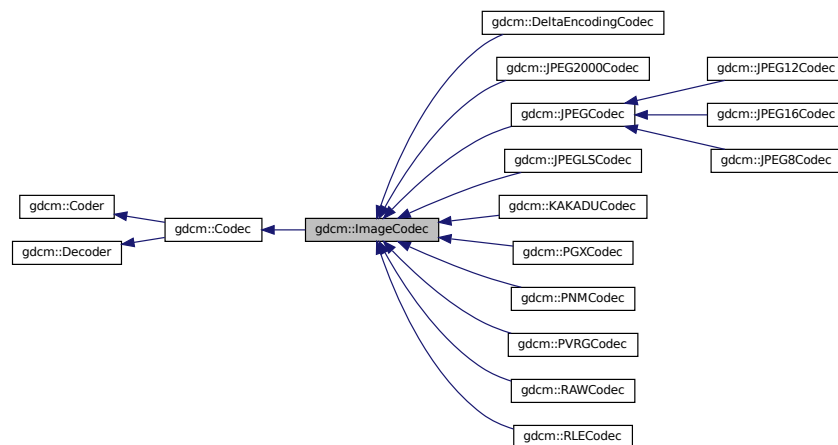 gdcm::DeltaEncodingCodec
gdcm::JPEG2000Codec
gdcm::JPEG12Codec
gdcm::JPEGCodec
gdcm::JPEG16Codec
gdcm::JPEG8Codec
gdcm::JPEGLSCodec
gdcm::Coder
gdcm::KAKADUCodec
gdcm::Codec
gdcm::ImageCodec
gdcm::Decoder
gdcm::PGXCodec
gdcm::PNMCodec
gdcm::PVRGCodec
gdcm::RAWCodec
gdcm::RLECodec